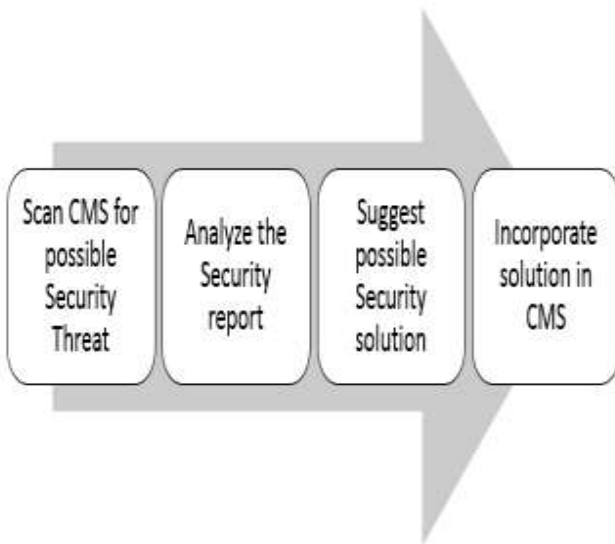 Scan CMS for
possible
Security
Threat
Analyze the
Security
report
Suggest
possible
Security
solution
Incorporate
solution in
CMS